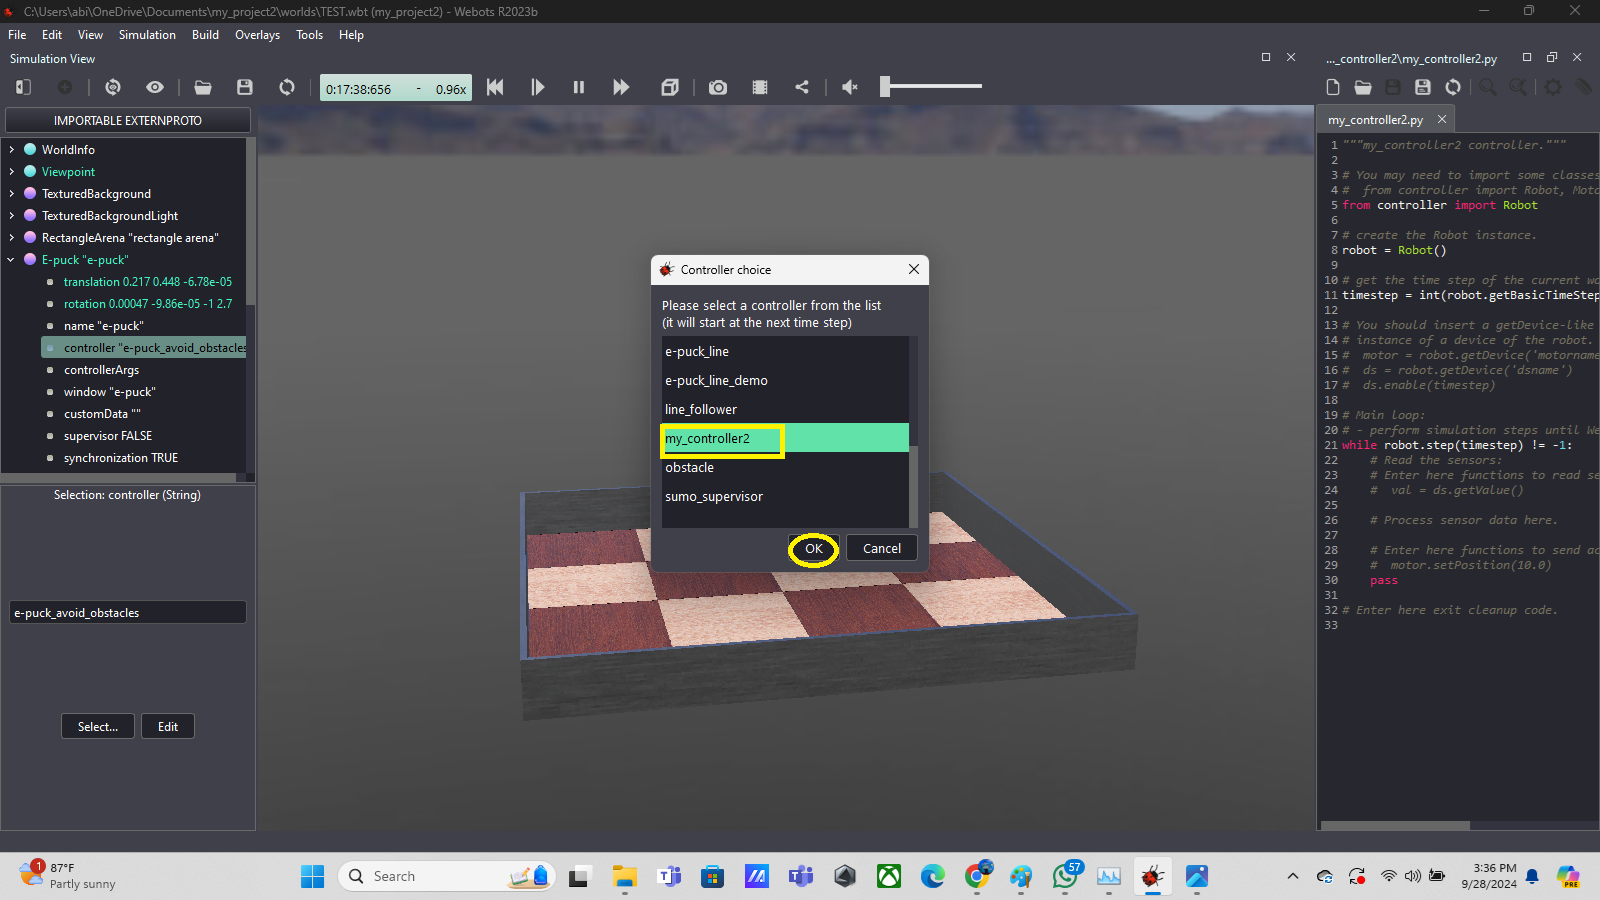 C:\Users\abi\OneDrive\Documents\my_project2\worlds\TEST.wbt (my_project2) - Webots R2023b
File Edit View Simulation Build Overlays Tools Help
Simulation View
..._controller2\my_controller2.py
0:17:38:656 - 0.96x
IMPORTABLE EXTERNPROTO
WorldInfo
Viewpoint
TexturedBackground
TexturedBackgroundLight
RectangleArena "rectangle arena"
E-puck "e-puck"
translation 0.217 0.448 -6.78e-05
rotation 0.00047 -9.86e-05 -1 2.7
name "e-puck"
controller "e-puck_avoid_obstacles
controllerArgs
window "e-puck"
customData ""
supervisor FALSE
synchronization TRUE
Selection: controller (String)
e-puck_avoid_obstacles
Select... Edit
Controller choice
Please select a controller from the list
(it will start at the next time step)
e-puck_line
e-puck_line_demo
line_follower
my_controller2
obstacle
sumo_supervisor
OK Cancel
my_controller2.py
1 """my_controller2 controller."""
2
3 # You may need to import some classes
4 #  from controller import Robot, Moto
5 from controller import Robot
6
7 # create the Robot instance.
8 robot = Robot()
9
10 # get the time step of the current wo
11 timestep = int(robot.getBasicTimeStep
12
13 # You should insert a getDevice-like
14 # instance of a device of the robot.
15 #  motor = robot.getDevice('motorname
16 #  ds = robot.getDevice('dsname')
17 #  ds.enable(timestep)
18
19 # Main loop:
20 # - perform simulation steps until We
21 while robot.step(timestep) != -1:
22     # Read the sensors:
23     # Enter here functions to read se
24     #  val = ds.getValue()
25
26     # Process sensor data here.
27
28     # Enter here functions to send ac
29     #  motor.setPosition(10.0)
30     pass
31
32 # Enter here exit cleanup code.
33
1
87°F
Partly sunny
Search
57
3:36 PM
9/28/2024
PRE